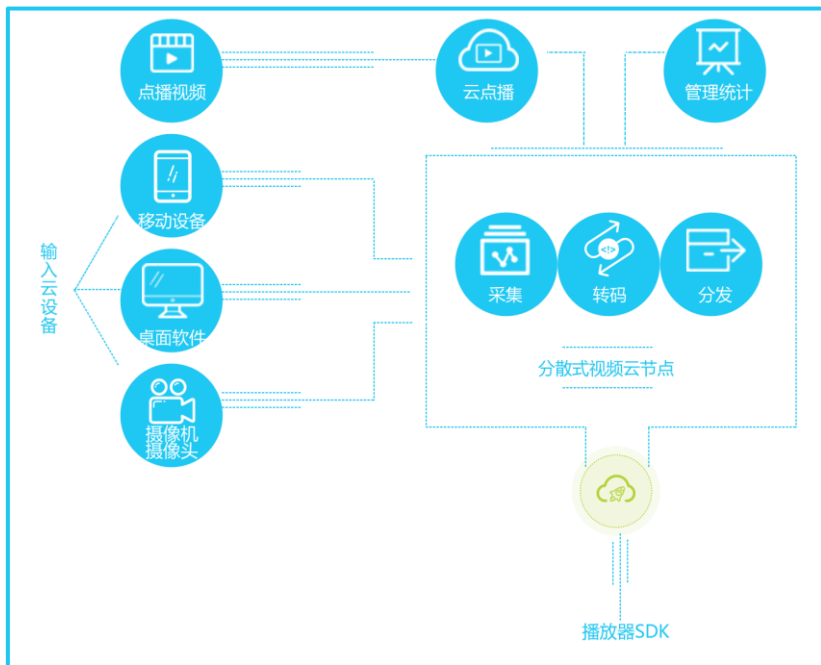 点播视频
云点播
管理统计
移动设备
输入云设备
桌面软件
摄像机
摄像头
采集
转码
分发
分散式视频云节点
播放器SDK